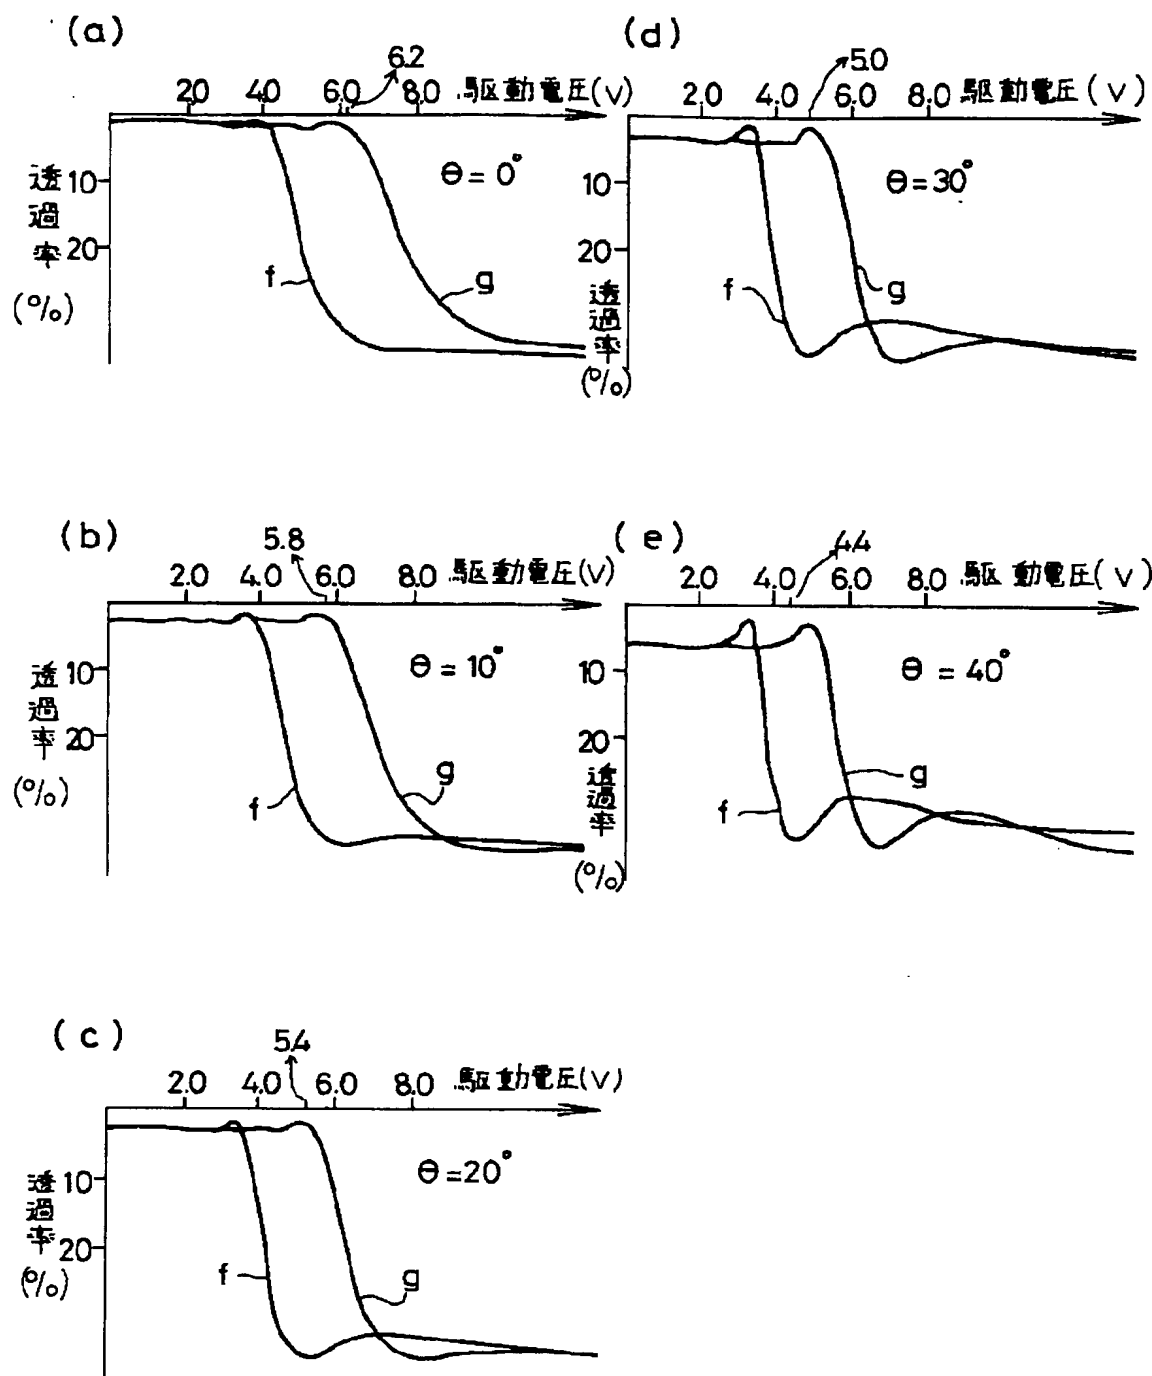 (a)
6.2
2.0 4.0 6.0 8.0 駆動電圧(V)
θ = 0°
透過率
(%)
10
20
f
g
(d)
5.0
2.0 4.0 6.0 8.0 駆動電圧(V)
θ = 30°
10
20
透過率
(%)
f
g
(b)
5.8
2.0 4.0 6.0 8.0 駆動電圧(V)
θ = 10°
透過率
(%)
10
20
f
g
(e)
4.4
2.0 4.0 6.0 8.0 駆動電圧(V)
θ = 40°
10
20
透過率
(%)
f
g
(c)
5.4
2.0 4.0 6.0 8.0 駆動電圧(V)
θ = 20°
透過率
(%)
10
20
f
g